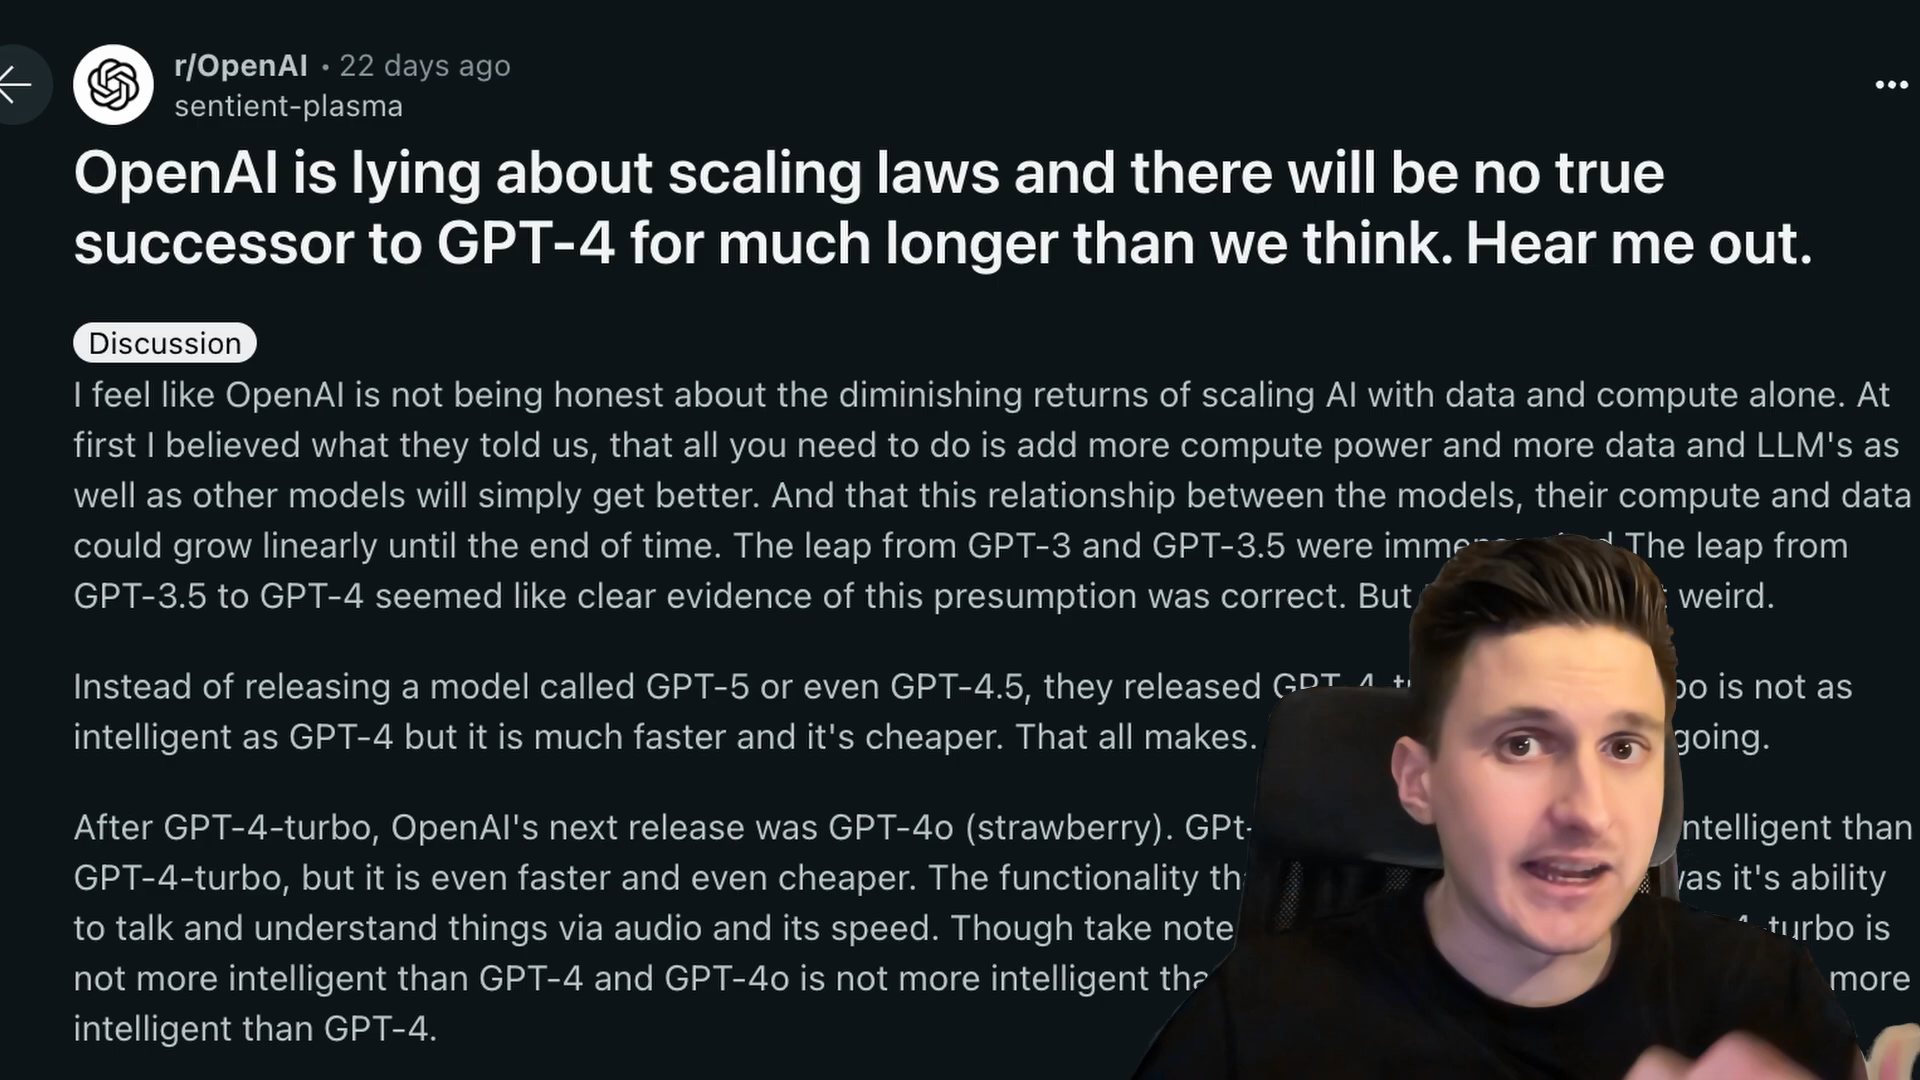 r/OpenAI • 22 days ago
sentient-plasma
OpenAI is lying about scaling laws and there will be no true
successor to GPT-4 for much longer than we think. Hear me out.
Discussion
I feel like OpenAI is not being honest about the diminishing returns of scaling AI with data and compute alone. At
first I believed what they told us, that all you need to do is add more compute power and more data and LLM's as
well as other models will simply get better. And that this relationship between the models, their compute and data
could grow linearly until the end of time. The leap from GPT-3 and GPT-3.5 were The leap from
GPT-3.5 to GPT-4 seemed like clear evidence of this presumption was correct. But weird.
Instead of releasing a model called GPT-5 or even GPT-4.5, they released GPT-4 is not as
intelligent as GPT-4 but it is much faster and it's cheaper. That all makes. going.
After GPT-4-turbo, OpenAI's next release was GPT-4o (strawberry). than
GPT-4-turbo, but it is even faster and even cheaper. The functionality it's ability
to talk and understand things via audio and its speed. Though take note is
not more intelligent than GPT-4 and GPT-4o is not more intelligent more
intelligent than GPT-4.